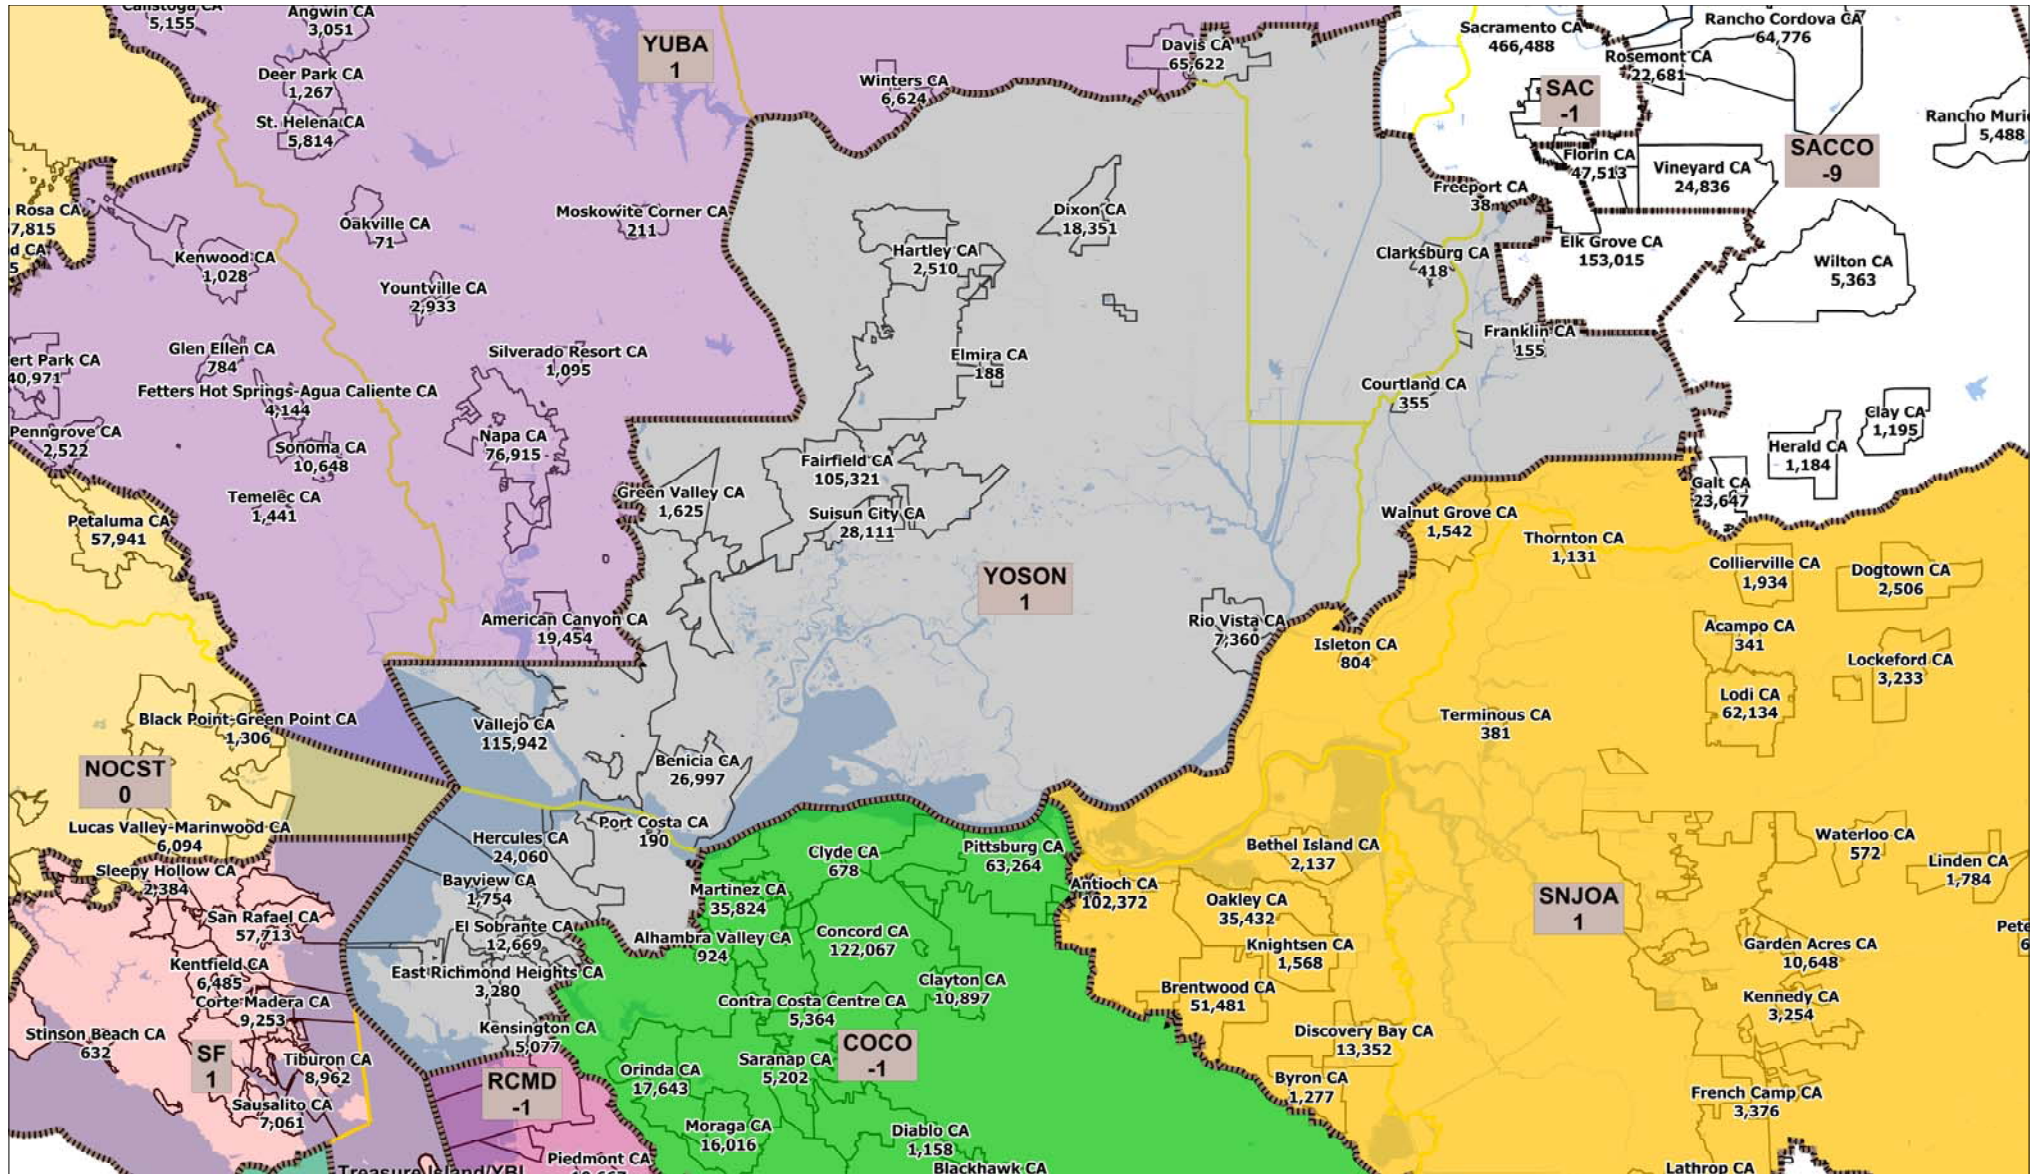 Calistoga CA
5,155
Angwin CA
3,051
YUBA
1
Davis CA
65,622
Sacramento CA
466,488
Rancho Cordova CA
64,776
Rosemont CA
22,681
Deer Park CA
1,267
Winters CA
6,624
SAC
-1
St. Helena CA
5,814
Rancho Muri
5,488
SACCO
-9
Florin CA
47,513
Vineyard CA
24,836
Freeport CA
38
Rosa CA
7,815
d CA
5
Oakville CA
71
Moskowite Corner CA
211
Dixon CA
18,351
Kenwood CA
1,028
Hartley CA
2,510
Clarksburg CA
418
Elk Grove CA
153,015
Wilton CA
5,363
Yountville CA
2,933
Franklin CA
155
ert Park CA
40,971
Glen Ellen CA
784
Silverado Resort CA
1,095
Elmira CA
188
Fetters Hot Springs-Agua Caliente CA
4,144
Courtland CA
355
Penngrove CA
2,522
Sonoma CA
10,648
Napa CA
76,915
Clay CA
1,195
Herald CA
1,184
Fairfield CA
105,321
Temelec CA
1,441
Green Valley CA
1,625
Galt CA
23,647
Petaluma CA
57,941
Suisun City CA
28,111
Walnut Grove CA
1,542
Thornton CA
1,131
Collierville CA
1,934
Dogtown CA
2,506
YOSON
1
American Canyon CA
19,454
Rio Vista CA
7,360
Acampo CA
341
Isleton CA
804
Lockeford CA
3,233
Lodi CA
62,134
Black Point-Green Point CA
1,306
Vallejo CA
115,942
Terminous CA
381
NOCST
0
Benicia CA
26,997
Lucas Valley-Marinwood CA
6,094
Hercules CA
24,060
Port Costa CA
190
Clyde CA
678
Pittsburg CA
63,264
Bethel Island CA
2,137
Waterloo CA
572
Sleepy Hollow CA
2,384
Bayview CA
1,754
Martinez CA
35,824
Antioch CA
102,372
Oakley CA
35,432
SNJOA
1
Linden CA
1,784
San Rafael CA
57,713
El Sobrante CA
12,669
Alhambra Valley CA
924
Concord CA
122,067
Knightsen CA
1,568
Garden Acres CA
10,648
Pete
6
Kentfield CA
6,485
East Richmond Heights CA
3,280
Clayton CA
10,897
Brentwood CA
51,481
Corte Madera CA
9,253
Contra Costa Centre CA
5,364
Kennedy CA
3,254
Stinson Beach CA
632
Kensington CA
5,077
Discovery Bay CA
13,352
SF
1
Tiburon CA
8,962
COCO
-1
Saranap CA
5,202
Orinda CA
17,643
RCMD
-1
Byron CA
1,277
Sausalito CA
7,061
French Camp CA
3,376
Moraga CA
16,016
Diablo CA
1,158
Treasure Island/YBI
Piedmont CA
Blackhawk CA
Lathrop CA